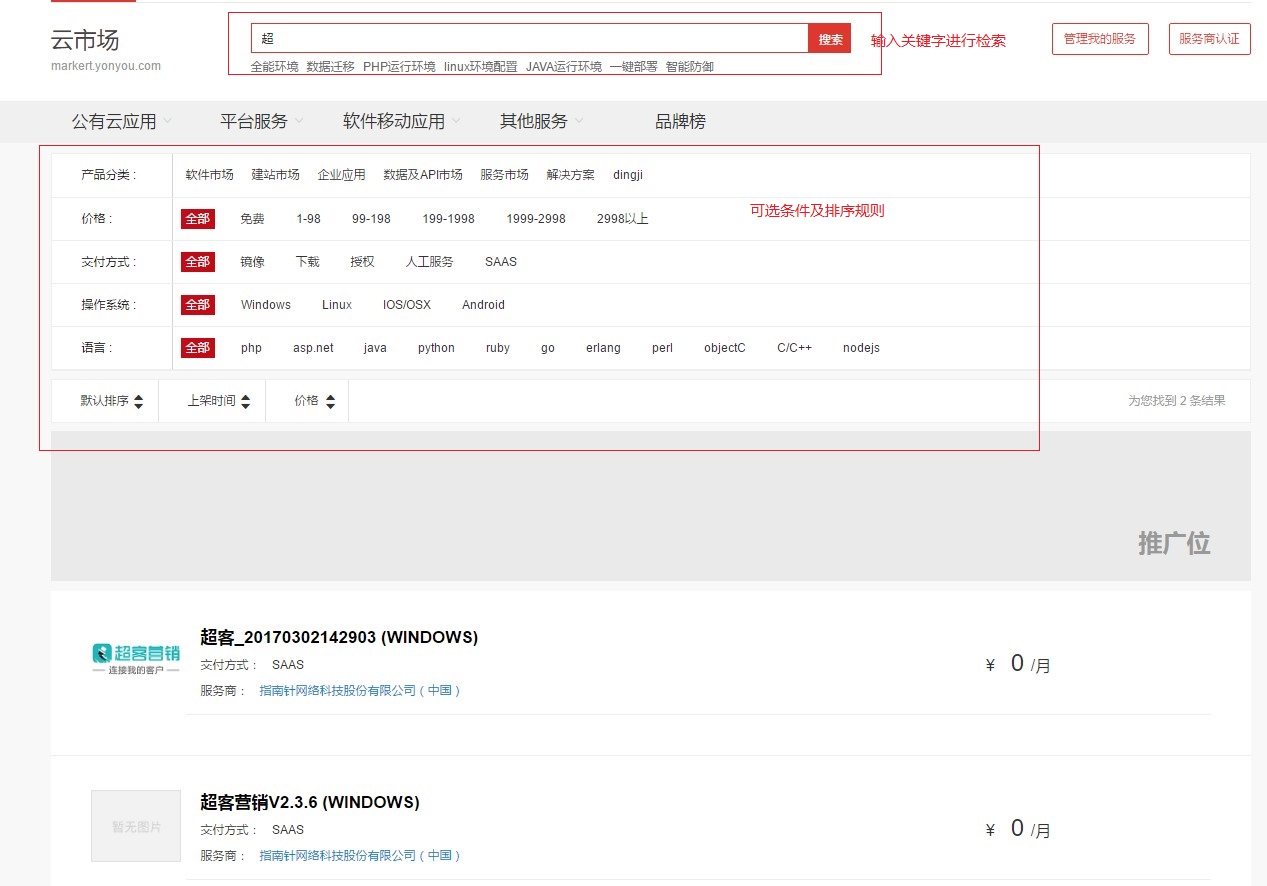 云市场
markert.yonyou.com
超 搜索
输入关键字进行检索
管理我的服务 服务商认证
全能环境 数据迁移 PHP运行环境 linux环境配置 JAVA运行环境 一键部署 智能防御
公有云应用 平台服务 软件移动应用 其他服务 品牌榜
产品分类： 软件市场 建站市场 企业应用 数据及API市场 服务市场 解决方案 dingji
价格： 全部 免费 1-98 99-198 199-1998 1999-2998 2998以上
可选条件及排序规则
交付方式： 全部 镜像 下载 授权 人工服务 SAAS
操作系统： 全部 Windows Linux IOS/OSX Android
语言： 全部 php asp.net java python ruby go erlang perl objectC C/C++ nodejs
默认排序 上架时间 价格 为您找到 2 条结果
推广位
超客营销
连接我的客户
超客_20170302142903 (WINDOWS)
交付方式： SAAS
服务商： 指南针网络科技股份有限公司（中国）
¥ 0 /月
暂无图片
超客营销V2.3.6 (WINDOWS)
交付方式： SAAS
服务商： 指南针网络科技股份有限公司（中国）
¥ 0 /月